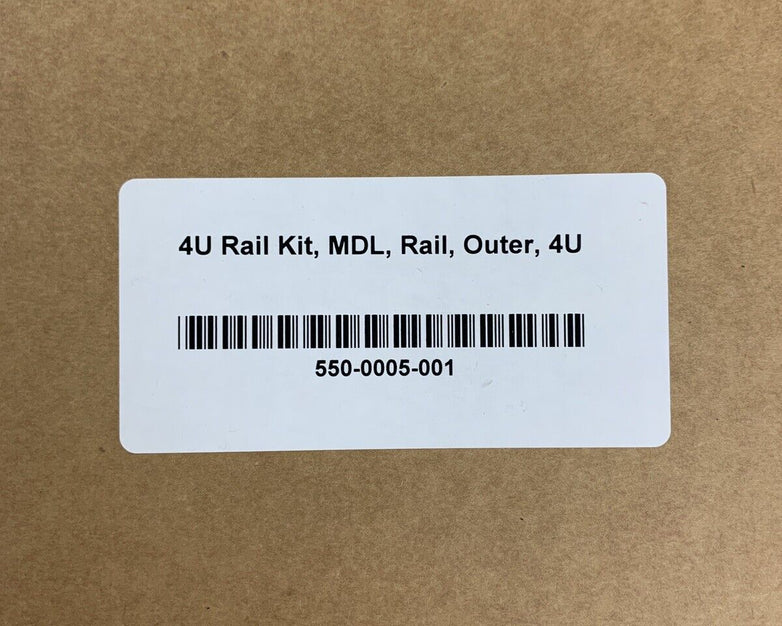 4U Rail Kit, MDL, Rail, Outer, 4U
550-0005-001